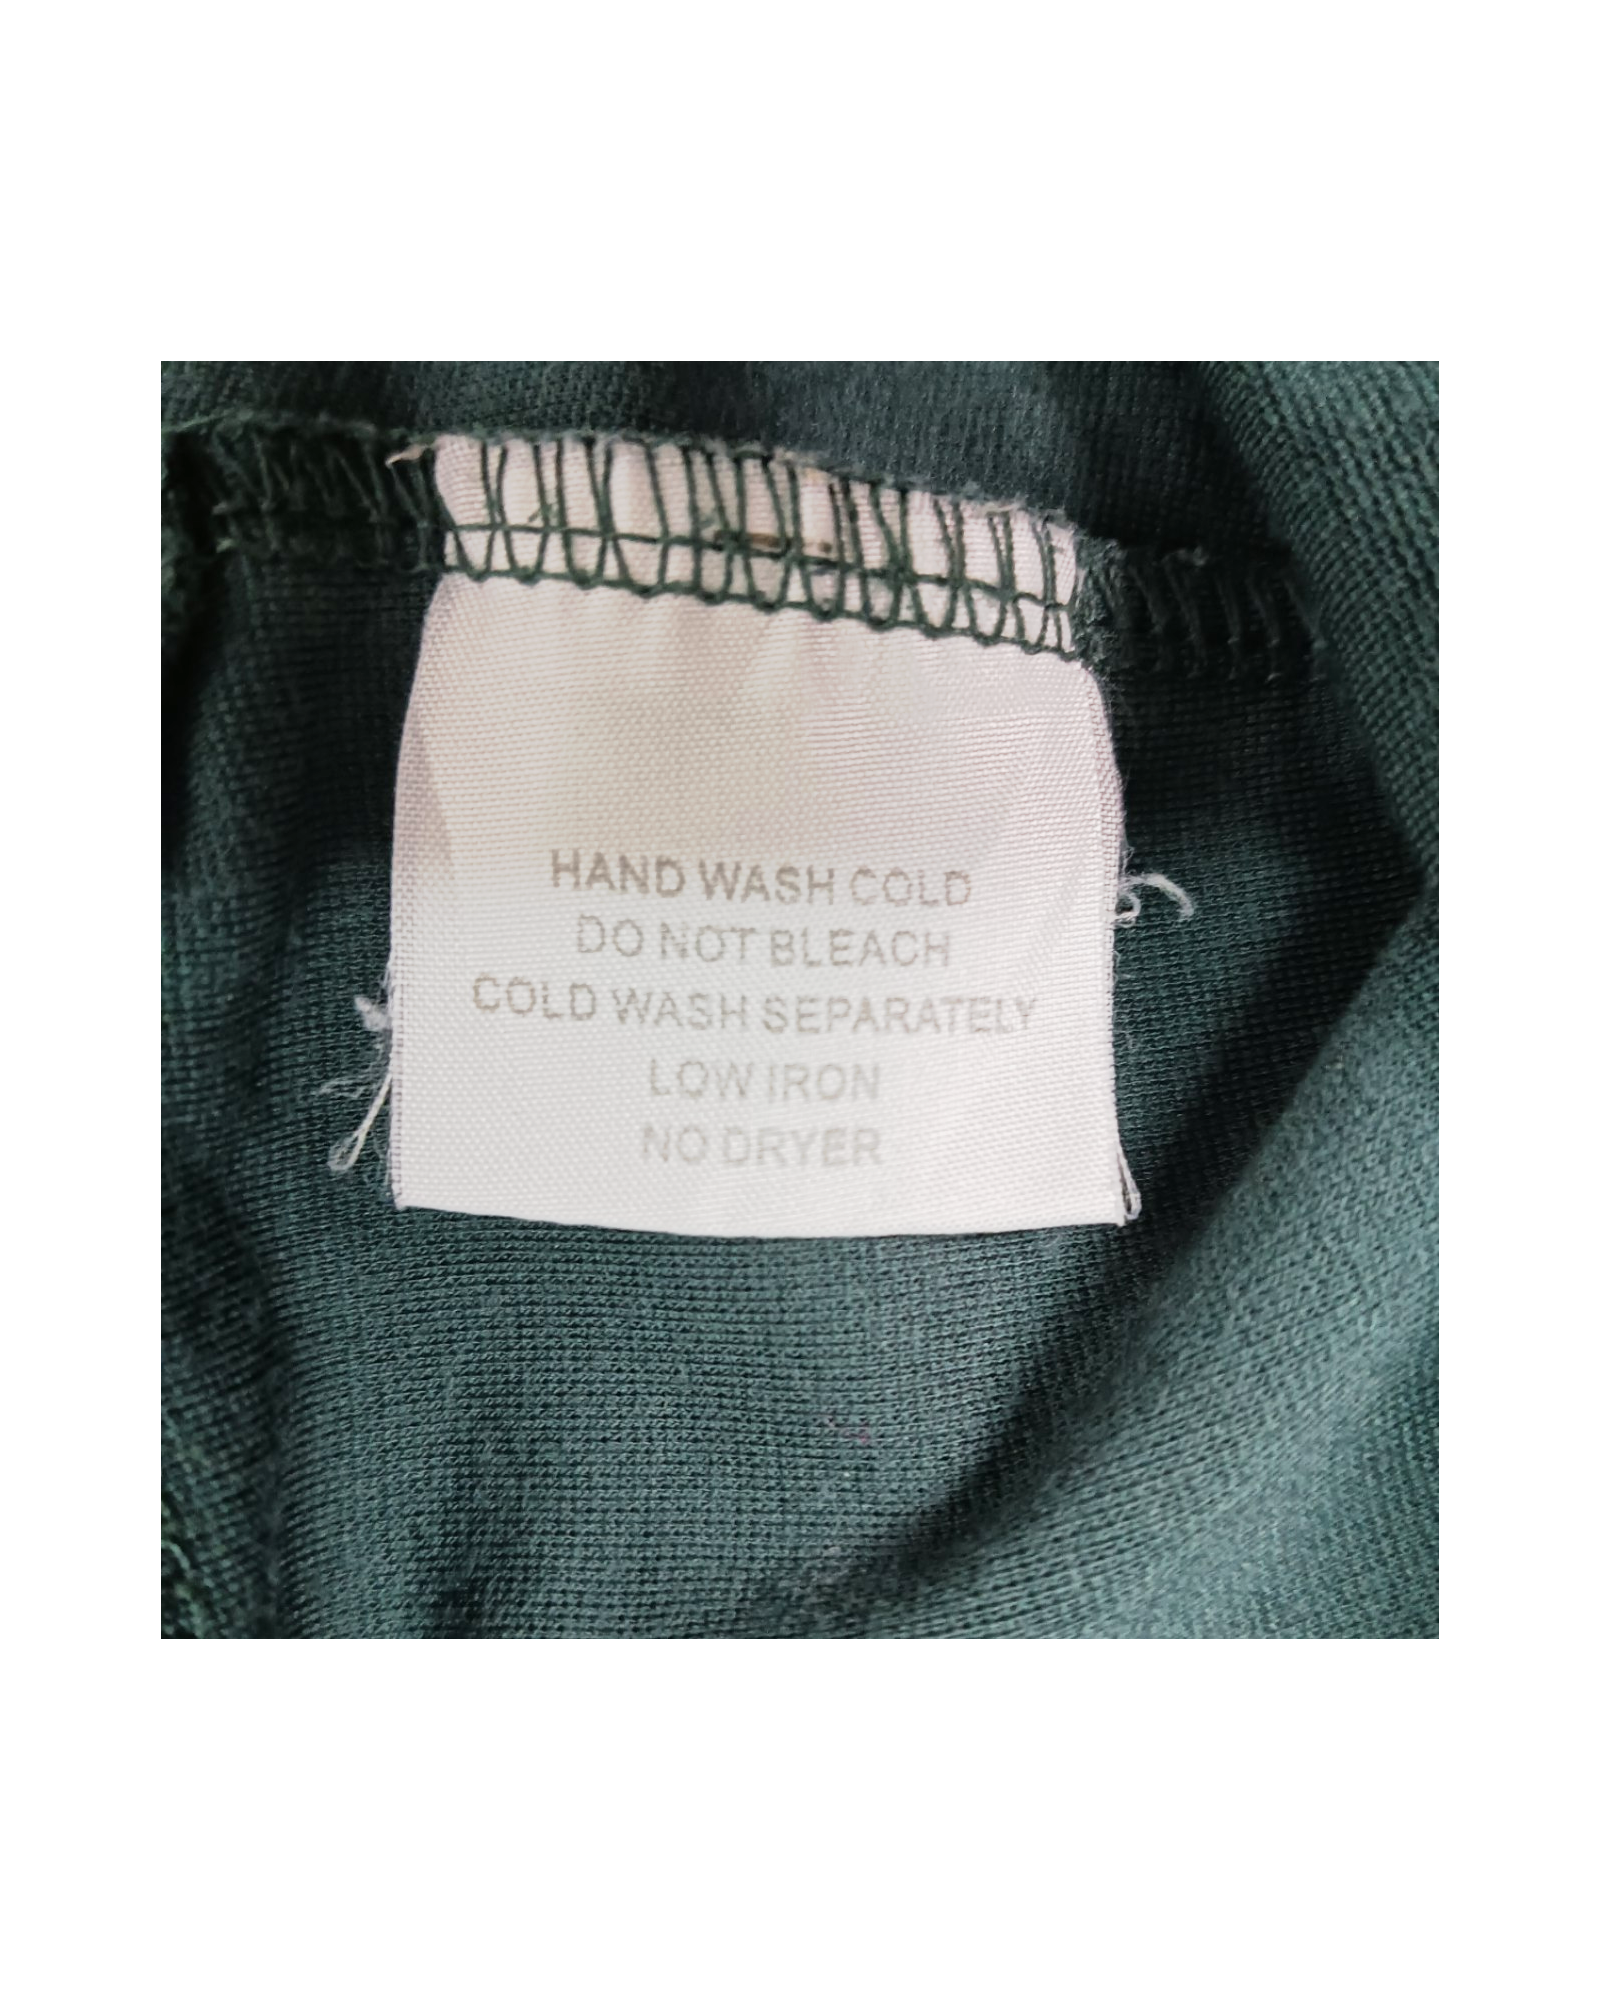 HAND WASH COLD
DO NOT BLEACH
COLD WASH SEPARATELY
LOW IRON
NO DRYER